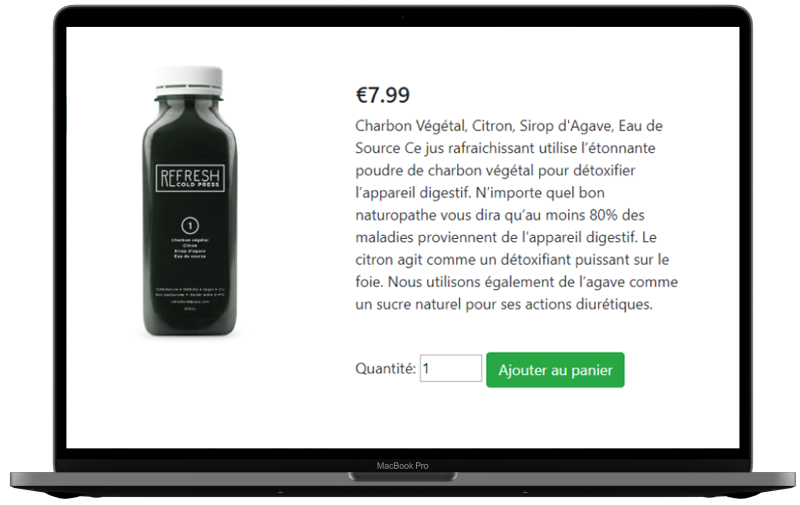 €7.99
Charbon Végétal, Citron, Sirop d'Agave, Eau de
Source Ce jus rafraichissant utilise l'étonnante
poudre de charbon végétal pour détoxifier
l'appareil digestif. N'importe quel bon
naturopathe vous dira qu'au moins 80% des
maladies proviennent de l'appareil digestif. Le
citron agit comme un détoxifiant puissant sur le
foie. Nous utilisons également de l'agave comme
un sucre naturel pour ses actions diurétiques.
Quantité: 1 Ajouter au panier
REFRESH
COLD PRESS
1
Charbon végétal
Citron
Sirop d'agave
Eau de source
MacBook Pro